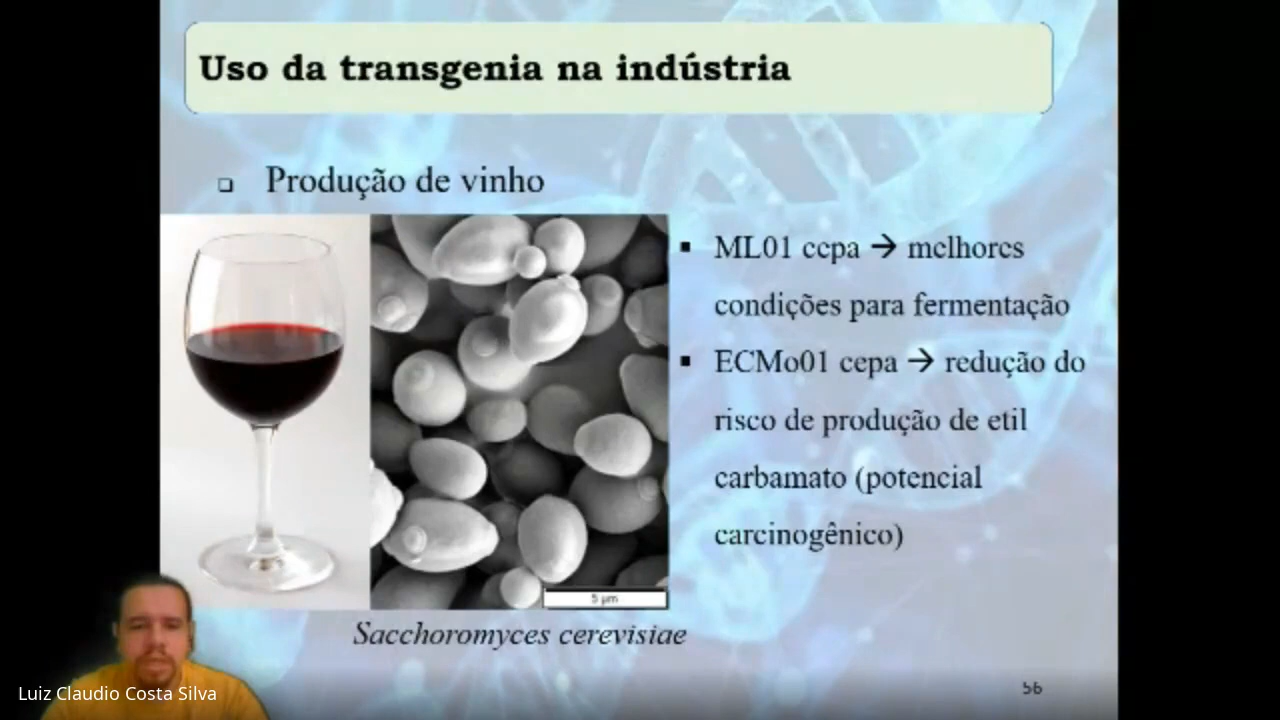 Uso da transgenia na indústria
Produção de vinho
ML01 cepa → melhores
condições para fermentação
ECMo01 cepa → redução do
risco de produção de etil
carbamato (potencial
carcinogênico)
5 µm
Sacchoromyces cerevisiae
Luiz Claudio Costa Silva
56